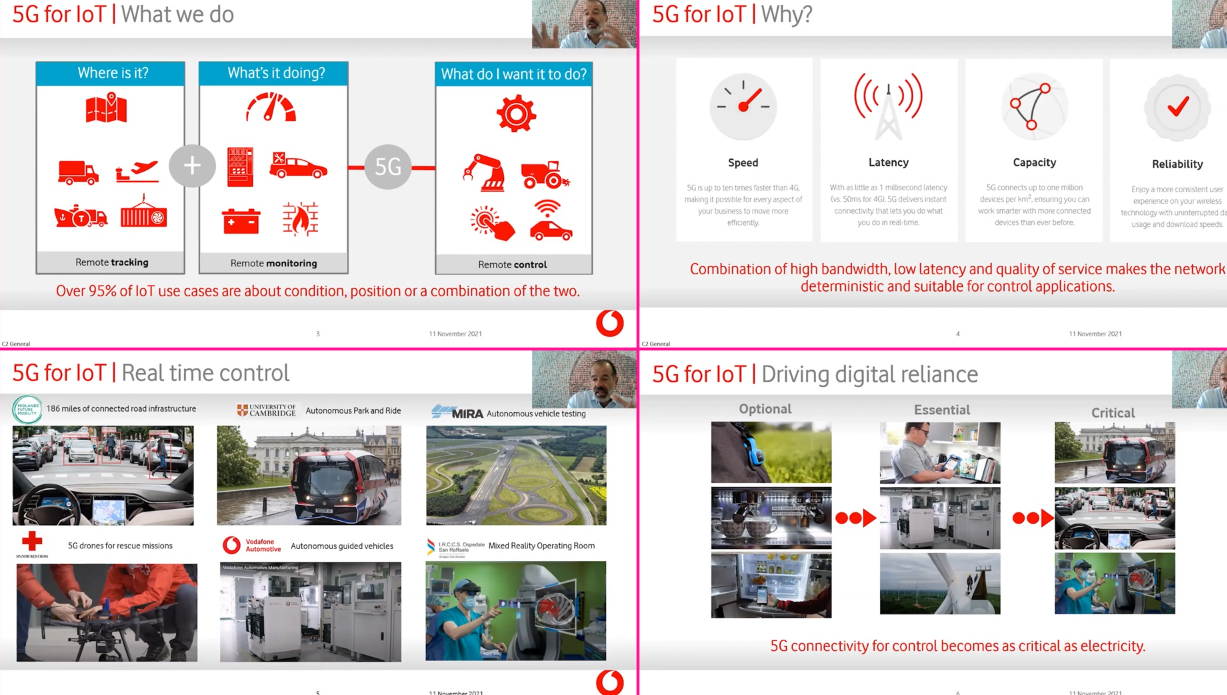 5G for IoT | What we do
Where is it?
What's it doing?
What do I want it to do?
+
5G
Remote tracking
Remote monitoring
Remote control
Over 95% of IoT use cases are about condition, position or a combination of the two.
3
11 November 2021
C2 General
5G for IoT | Why?
Speed
5G is up to ten times faster than 4G,
making it possible for every aspect of
your business to move more
efficiently.
Latency
With as little as 1 millisecond latency
(vs. 50ms for 4G). 5G delivers instant
connectivity that lets you do what
you do in real-time.
Capacity
5G connects up to one million
devices per km², ensuring you can
work smarter with more connected
devices than ever before.
Reliability
Enjoy a more consistent user
experience on your wireless
technology with uninterrupted da
usage and download speeds.
Combination of high bandwidth, low latency and quality of service makes the network
deterministic and suitable for control applications.
4
11 November 2021
C2 General
5G for IoT | Real time control
MIDLANDS FUTURE MOBILITY
186 miles of connected road infrastructure
UNIVERSITY OF
CAMBRIDGE
Autonomous Park and Ride
MIRA
Autonomous vehicle testing
5G drones for rescue missions
Vodafone
Automotive
Autonomous guided vehicles
I.R.C.C.S. Ospedale
San Raffaele
Mixed Reality Operating Room
Vodafone Automotive Manufacturing
5
11 November 2021
5G for IoT | Driving digital reliance
Optional
Essential
Critical
5G connectivity for control becomes as critical as electricity.
6
11 November 2021